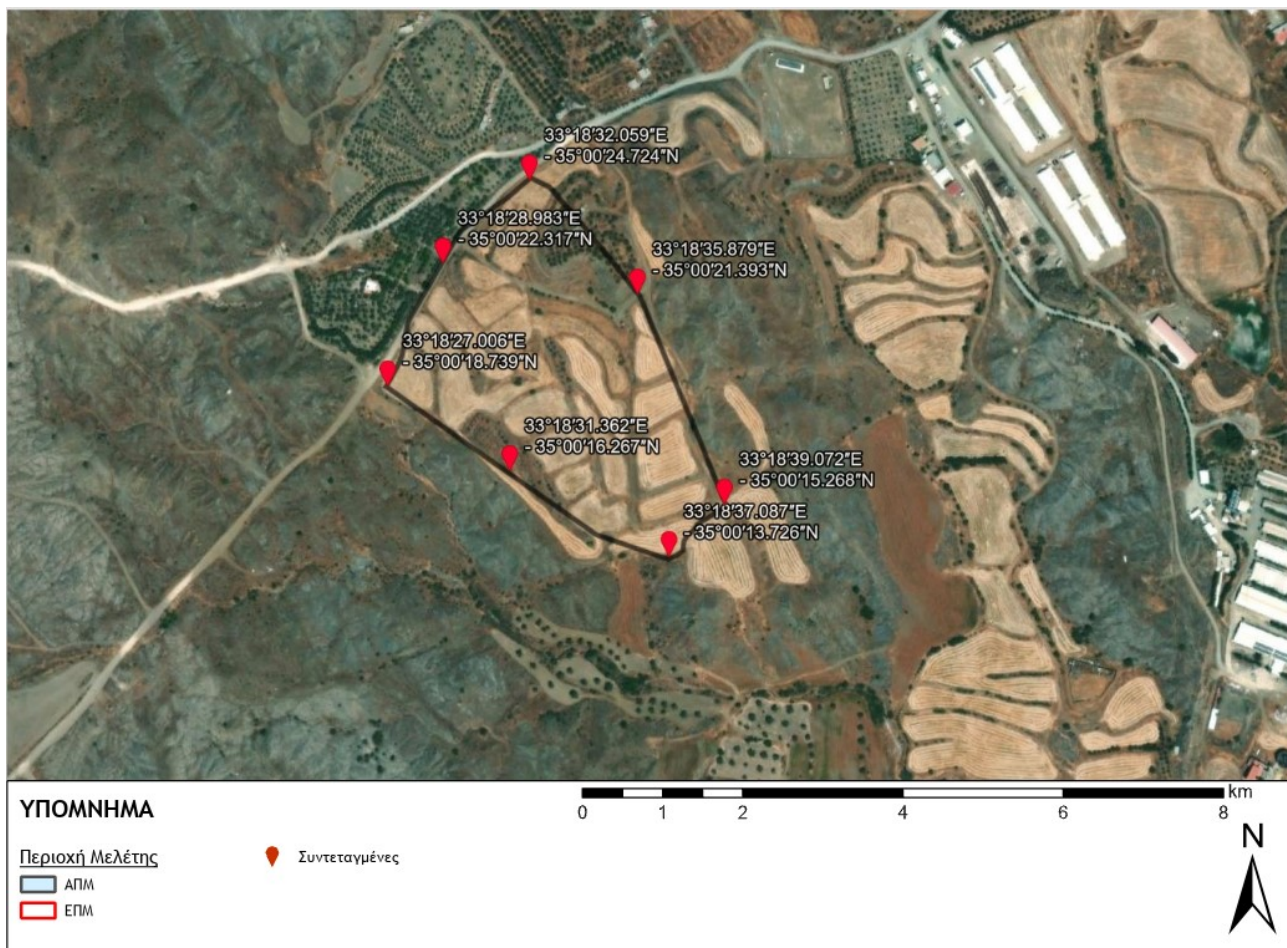 33°18′32.059″E
- 35°00′24.724″N
33°18′28.983″E
- 35°00′22.317″N
33°18′35.879″E
- 35°00′21.393″N
33°18′27.006″E
- 35°00′18.739″N
33°18′31.362″E
- 35°00′16.267″N
33°18′39.072″E
- 35°00′15.268″N
33°18′37.087″E
- 35°00′13.726″N
ΥΠΟΜΝΗΜΑ
Περιοχή Μελέτης
ΑΠΜ
ΕΠΜ
Συντεταγμένες
km
0 1 2 4 6 8
N